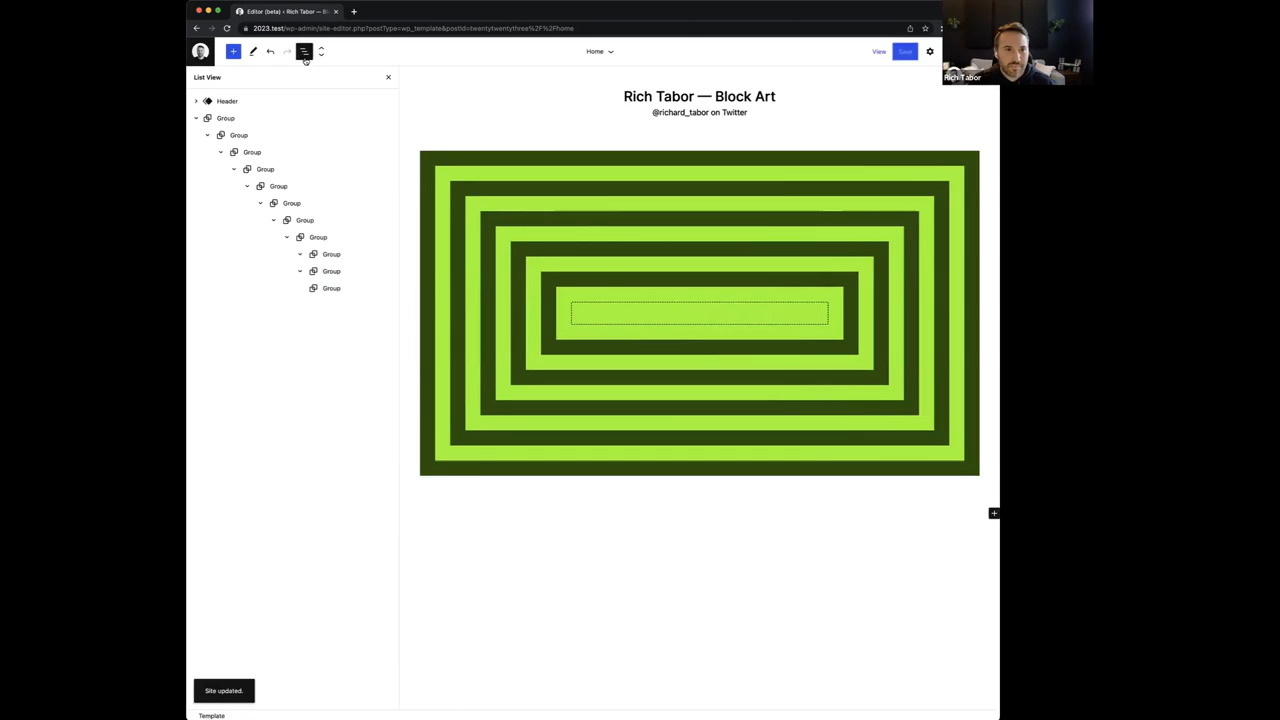 Editor (beta) ‹ Rich Tabor — Bl
2023.test/wp-admin/site-editor.php?postType=wp_template&postId=twentytwentythree%2F%2Fhome
Home
View
Save
Rich Tabor
List View
Header
Group
Group
Group
Group
Group
Group
Group
Group
Group
Group
Group
Rich Tabor — Block Art
@richard_tabor on Twitter
Site updated.
Template